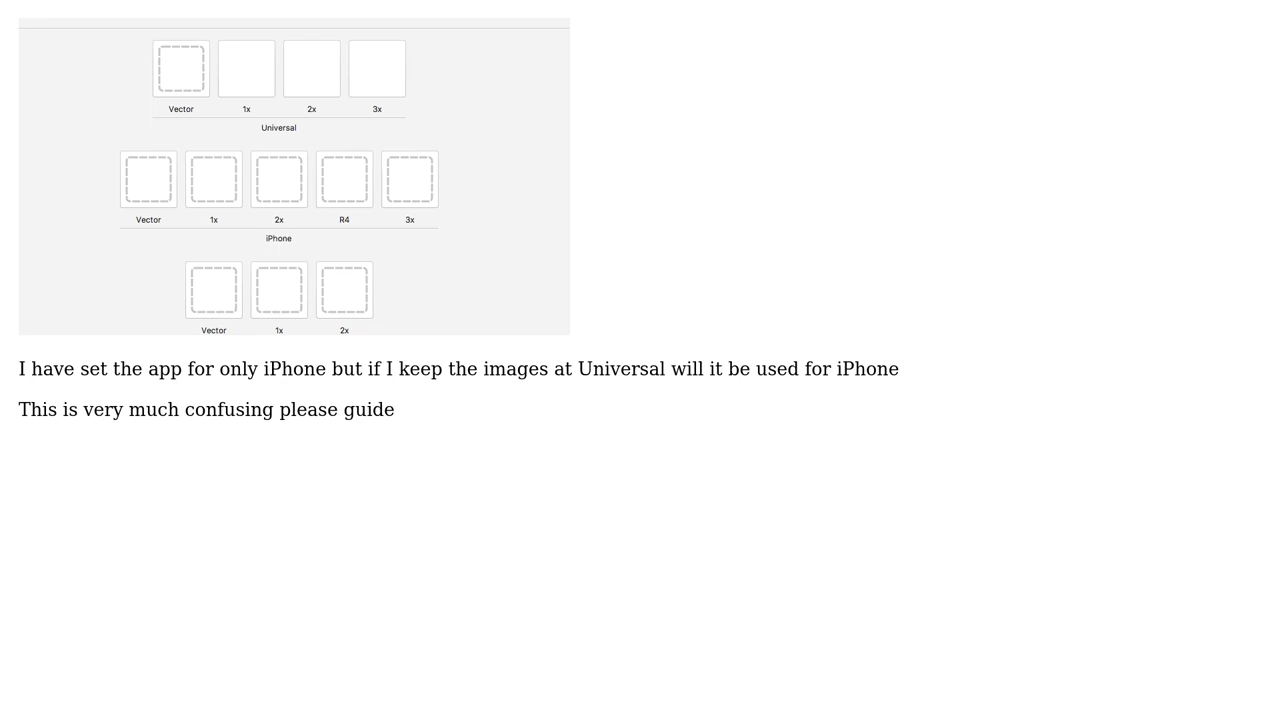 Vector 1x 2x 3x
Universal
Vector 1x 2x R4 3x
iPhone
Vector 1x 2x
I have set the app for only iPhone but if I keep the images at Universal will it be used for iPhone
This is very much confusing please guide